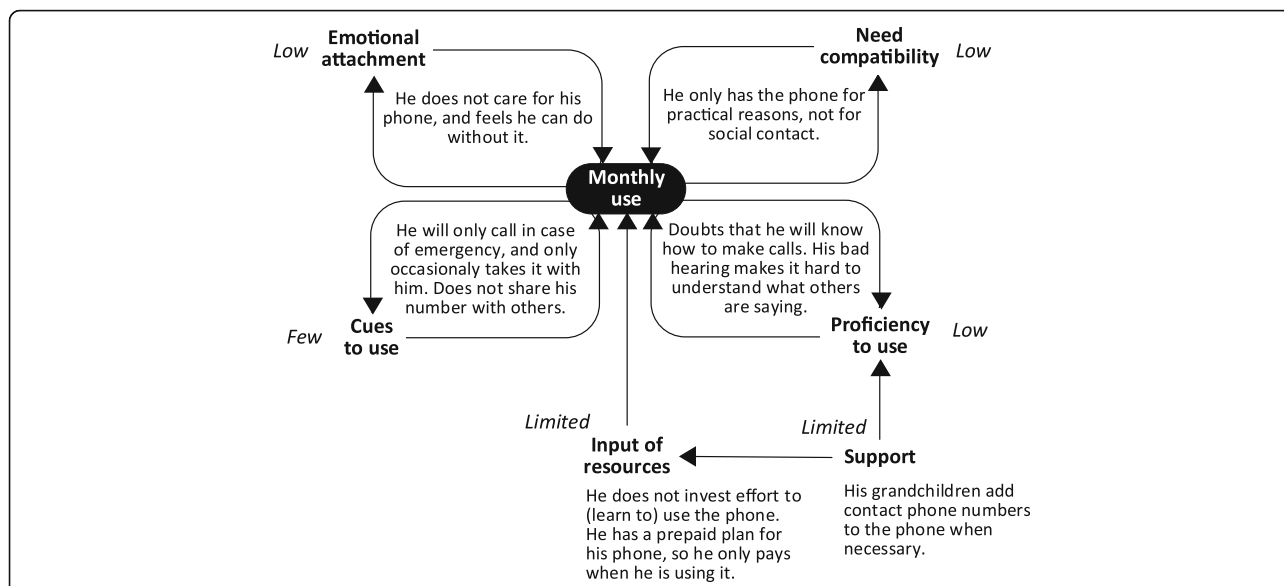 Low
Emotional
attachment
He does not care for his
phone, and feels he can do
without it.
Need
compatibility
Low
He only has the phone for
practical reasons, not for
social contact.
Monthly
use
He will only call in case
of emergency, and only
occasionaly takes it with
him. Does not share his
number with others.
Few
Cues
to use
Doubts that he will know
how to make calls. His bad
hearing makes it hard to
understand what others
are saying.
Proficiency
to use
Low
Limited
Input of
resources
He does not invest effort to
(learn to) use the phone.
He has a prepaid plan for
his phone, so he only pays
when he is using it.
Limited
Support
His grandchildren add
contact phone numbers
to the phone when
necessary.